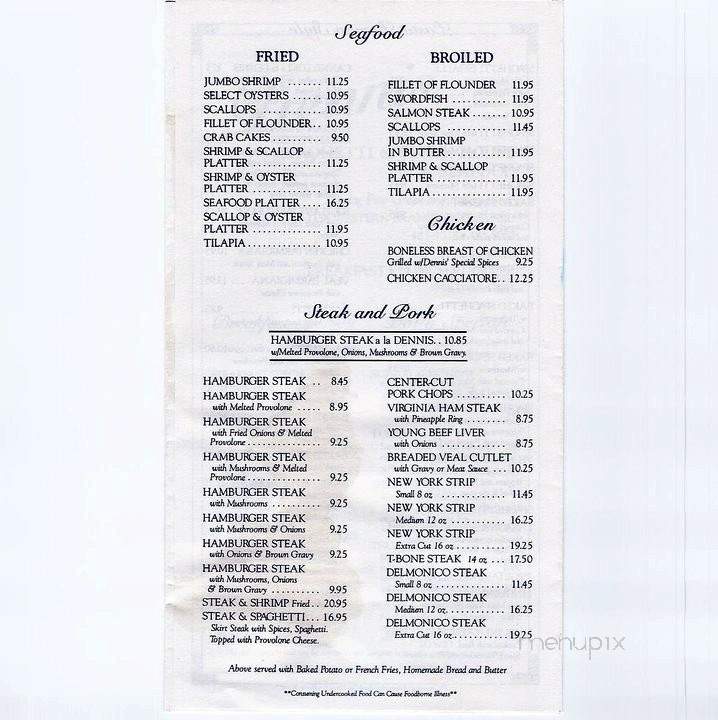 Seafood
FRIED
JUMBO SHRIMP ...... 11.25
SELECT OYSTERS ...... 10.95
SCALLOPS ............ 10.95
FILLET OF FLOUNDER.. 10.95
CRAB CAKES.......... 9.50
SHRIMP & SCALLOP
PLATTER ............ 11.25
SHRIMP & OYSTER
PLATTER ............ 11.25
SEAFOOD PLATTER .... 16.25
SCALLOP & OYSTER
PLATTER ............ 11.95
TILAPIA............. 10.95
BROILED
FILLET OF FLOUNDER 11.95
SWORDFISH .......... 11.95
SALMON STEAK....... 10.95
SCALLOPS ........... 11.45
JUMBO SHRIMP
IN BUTTER........... 11.95
SHRIMP & SCALLOP
PLATTER ............ 11.95
TILAPIA............. 11.95
Chicken
BONELESS BREAST OF CHICKEN
Grilled w/Dennis' Special Spices 9.25
CHICKEN CACCIATORE.. 12.25
Steak and Pork
HAMBURGER STEAK a la DENNIS.. 10.85
w/Melted Provolone, Onions, Mushrooms & Brown Gravy.
HAMBURGER STEAK .. 8.45
HAMBURGER STEAK
with Melted Provolone ..... 8.95
HAMBURGER STEAK
with Fried Onions & Melted
Provolone............... 9.25
HAMBURGER STEAK
with Mushrooms & Melted
Provolone............... 9.25
HAMBURGER STEAK
with Mushrooms .......... 9.25
HAMBURGER STEAK
with Mushrooms & Onions 9.25
HAMBURGER STEAK
with Onions & Brown Gravy 9.25
HAMBURGER STEAK
with Mushrooms, Onions
& Brown Gravy .......... 9.95
STEAK & SHRIMP Fried.. 20.95
STEAK & SPAGHETTI... 16.95
Skirt Steak with Spices, Spaghetti.
Topped with Provolone Cheese.
CENTER-CUT
PORK CHOPS .......... 10.25
VIRGINIA HAM STEAK
with Pineapple Ring ........ 8.75
YOUNG BEEF LIVER
with Onions ............. 8.75
BREADED VEAL CUTLET
with Gravy or Meat Sauce ... 10.25
NEW YORK STRIP
Small 8 oz. .............. 11.45
NEW YORK STRIP
Medium 12 oz. ........... 16.25
NEW YORK STRIP
Extra Cut 16 oz........... 19.25
T-BONE STEAK 14 oz. ... 17.50
DELMONICO STEAK
Small 8 oz. .............. 11.45
DELMONICO STEAK
Medium 12 oz............ 16.25
DELMONICO STEAK
Extra Cut 16 oz........... 19.25
menupix
Above served with Baked Potato or French Fries, Homemade Bread and Butter
**Consuming Undercooked Food Can Cause Foodborne Illness**